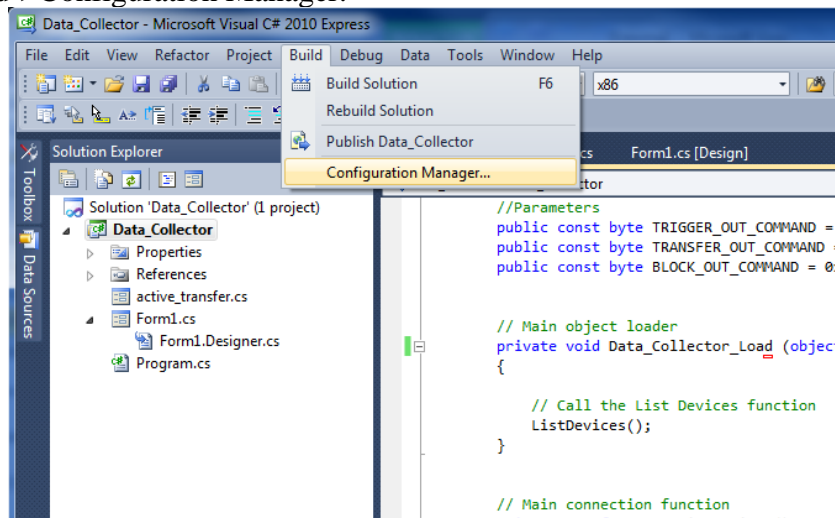 Configuration Manager.
Data_Collector - Microsoft Visual C# 2010 Express
File Edit View Refactor Project Build Debug Data Tools Window Help
Build Solution F6
x86
Rebuild Solution
Publish Data_Collector
Configuration Manager...
Solution Explorer
Toolbox
Data Sources
cs Form1.cs [Design]
tor
Solution 'Data_Collector' (1 project)
Data_Collector
Properties
References
active_transfer.cs
Form1.cs
Form1.Designer.cs
Program.cs
//Parameters
public const byte TRIGGER_OUT_COMMAND =
public const byte TRANSFER_OUT_COMMAND =
public const byte BLOCK_OUT_COMMAND = 0
// Main object loader
private void Data_Collector_Load (objec
{
// Call the List Devices function
ListDevices();
}
// Main connection function